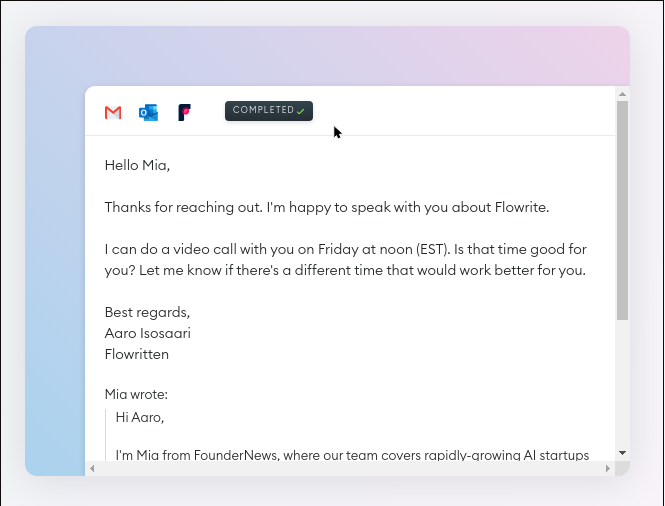 COMPLETED
Hello Mia,
Thanks for reaching out. I'm happy to speak with you about Flowrite.
I can do a video call with you on Friday at noon (EST). Is that time good for
you? Let me know if there's a different time that would work better for you.
Best regards,
Aaro Isosaari
Flowritten
Mia wrote:
Hi Aaro,
I'm Mia from FounderNews, where our team covers rapidly-growing AI startups